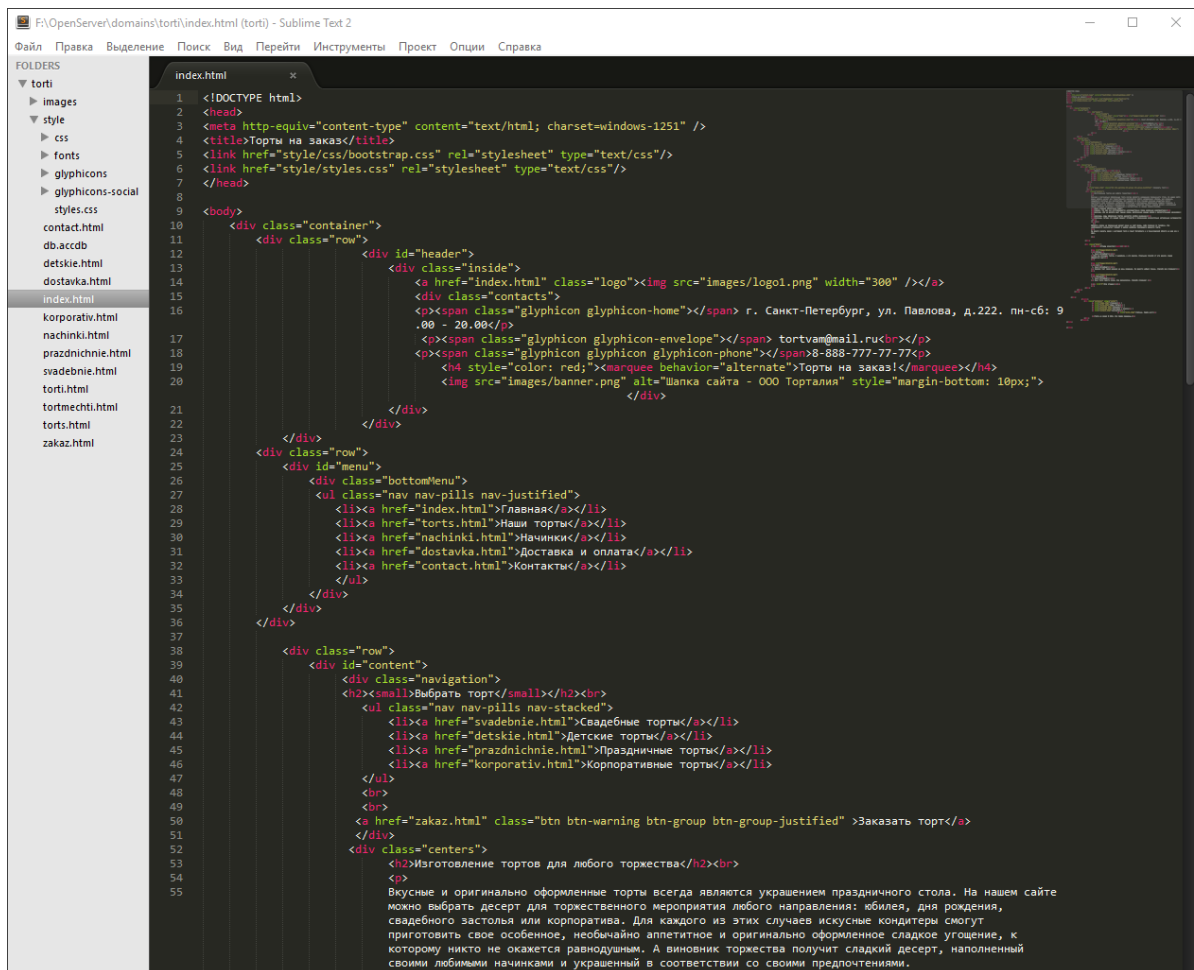 F:\OpenServer\domains\torti\index.html (torti) - Sublime Text 2
Файл Правка Выделение Поиск Вид Перейти Инструменты Проект Опции Справка
FOLDERS
torti
images
style
css
fonts
glyphicons
glyphicons-social
styles.css
contact.html
db.accdb
detskie.html
dostavka.html
index.html
korporativ.html
nachinki.html
prazdnichnie.html
svadebnie.html
torti.html
tortmechti.html
torts.html
zakaz.html
index.html ×
1 <!DOCTYPE html>
2 <head>
3 <meta http-equiv="content-type" content="text/html; charset=windows-1251" />
4 <title>Торты на заказ</title>
5 <link href="style/css/bootstrap.css" rel="stylesheet" type="text/css"/>
6 <link href="style/styles.css" rel="stylesheet" type="text/css"/>
7 </head>
8
9 <body>
10 <div class="container">
11 <div class="row">
12 <div id="header">
13 <div class="inside">
14 <a href="index.html" class="logo"><img src="images/logo1.png" width="300" /></a>
15 <div class="contacts">
16 <p><span class="glyphicon glyphicon-home"></span> г. Санкт-Петербург, ул. Павлова, д.222. пн-сб: 9
.00 - 20.00</p>
17 <p><span class="glyphicon glyphicon-envelope"></span> tortvam@mail.ru<br></p>
18 <p><span class="glyphicon glyphicon glyphicon-phone"></span>8-888-777-77-77<p>
19 <h4 style="color: red;"><marquee behavior="alternate">Торты на заказ!</marquee></h4>
20 <img src="images/banner.png" alt="Шапка сайта - ООО Торталия" style="margin-bottom: 10px;">
</div>
21 </div>
22 </div>
23 </div>
24 <div class="row">
25 <div id="menu">
26 <div class="bottomMenu">
27 <ul class="nav nav-pills nav-justified">
28 <li><a href="index.html">Главная</a></li>
29 <li><a href="torts.html">Наши торты</a></li>
30 <li><a href="nachinki.html">Начинки</a></li>
31 <li><a href="dostavka.html">Доставка и оплата</a></li>
32 <li><a href="contact.html">Контакты</a></li>
33 </ul>
34 </div>
35 </div>
36 </div>
37
38 <div class="row">
39 <div id="content">
40 <div class="navigation">
41 <h2><small>Выбрать торт</small></h2><br>
42 <ul class="nav nav-pills nav-stacked">
43 <li><a href="svadebnie.html">Свадебные торты</a></li>
44 <li><a href="detskie.html">Детские торты</a></li>
45 <li><a href="prazdnichnie.html">Праздничные торты</a></li>
46 <li><a href="korporativ.html">Корпоративные торты</a></li>
47 </ul>
48 <br>
49 <br>
50 <a href="zakaz.html" class="btn btn-warning btn-group btn-group-justified" >Заказать торт</a>
51 </div>
52 <div class="centers">
53 <h2>Изготовление тортов для любого торжества</h2><br>
54 <p>
55 Вкусные и оригинально оформленные торты всегда являются украшением праздничного стола. На нашем сайте
можно выбрать десерт для торжественного мероприятия любого направления: юбилея, дня рождения,
свадебного застолья или корпоратива. Для каждого из этих случаев искусные кондитеры смогут
приготовить свое особенное, необычайно аппетитное и оригинально оформленное сладкое угощение, к
которому никто не окажется равнодушным. А виновник торжества получит сладкий десерт, наполненный
своими любимыми начинками и украшенный в соответствии со своими предпочтениями.